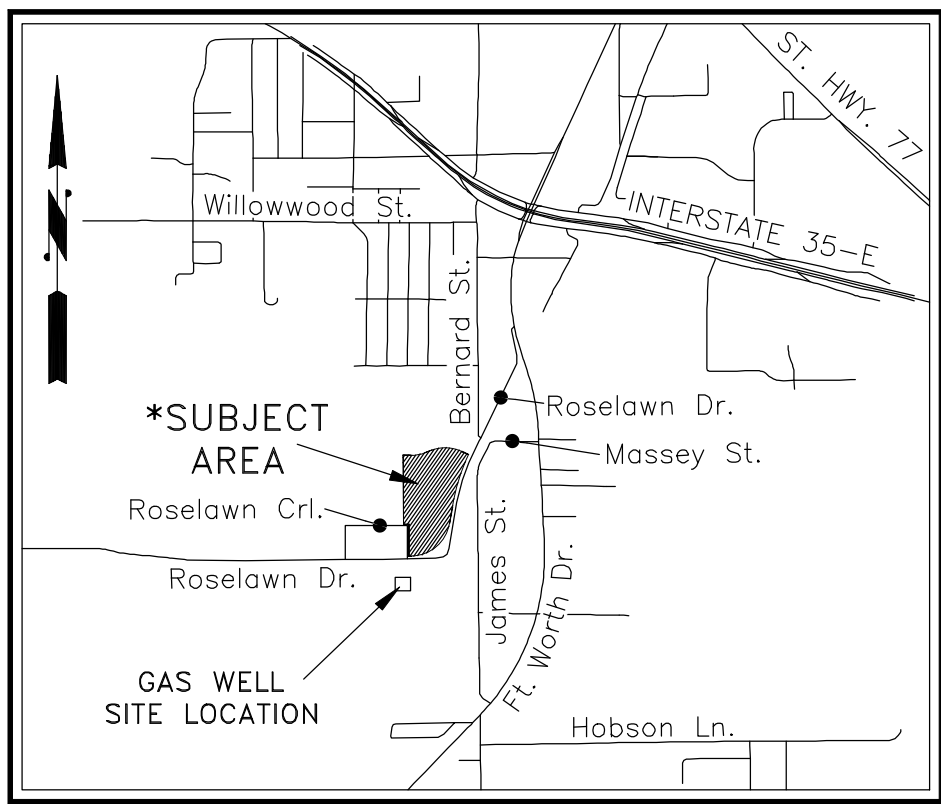 ST. HWY. 77
INTERSTATE 35-E
Willowwood St.
Bernard St.
N
*SUBJECT
AREA
Roselawn Dr.
Massey St.
Roselawn Crl.
Roselawn Dr.
James St.
Ft. Worth Dr.
GAS WELL
SITE LOCATION
Hobson Ln.